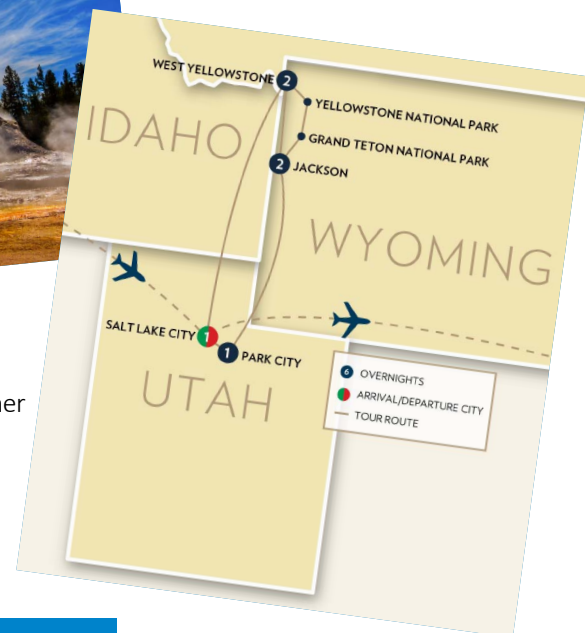 WEST YELLOWSTONE
2
YELLOWSTONE NATIONAL PARK
IDAHO
GRAND TETON NATIONAL PARK
2 JACKSON
WYOMING
SALT LAKE CITY 1
1 PARK CITY
UTAH
6 OVERNIGHTS
ARRIVAL/DEPARTURE CITY
TOUR ROUTE